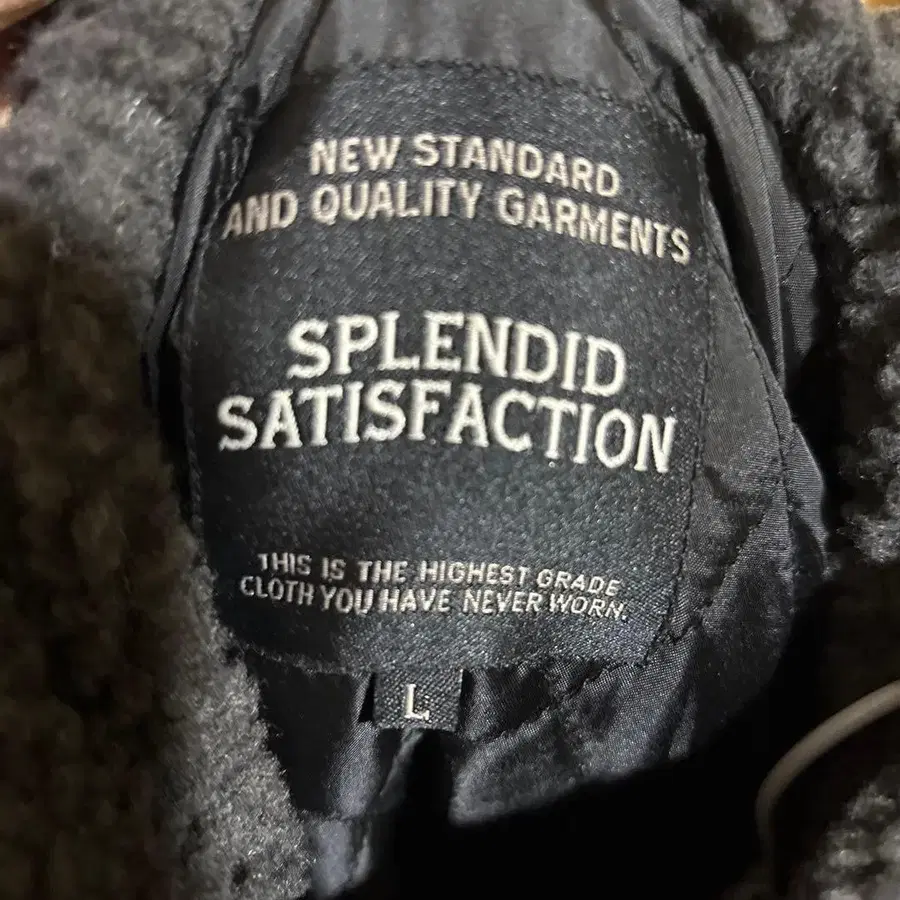 NEW STANDARD
AND QUALITY GARMENTS
SPLENDID
SATISFACTION
THIS IS THE HIGHEST GRADE
CLOTH YOU HAVE NEVER WORN.
L